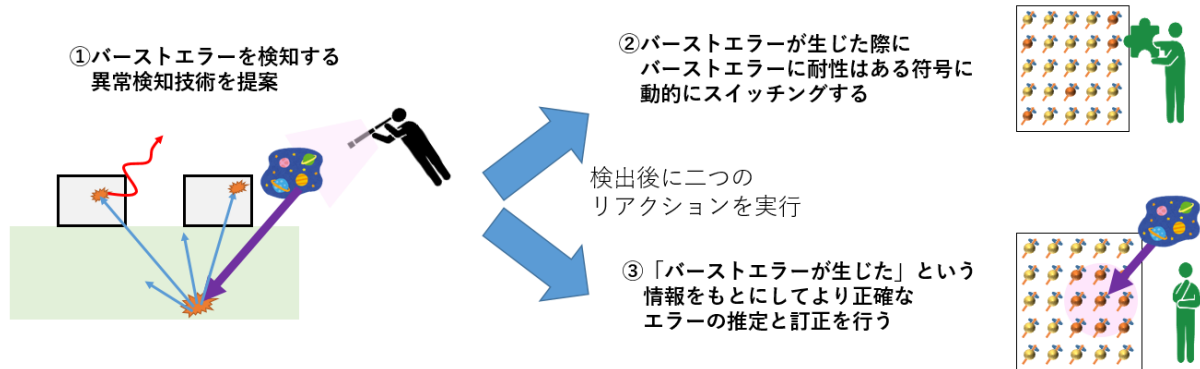 ①バーストエラーを検知する
異常検知技術を提案
②バーストエラーが生じた際に
バーストエラーに耐性はある符号に
動的にスイッチングする
検出後に二つの
リアクションを実行
③「バーストエラーが生じた」という
情報をもとにしてより正確な
エラーの推定と訂正を行う